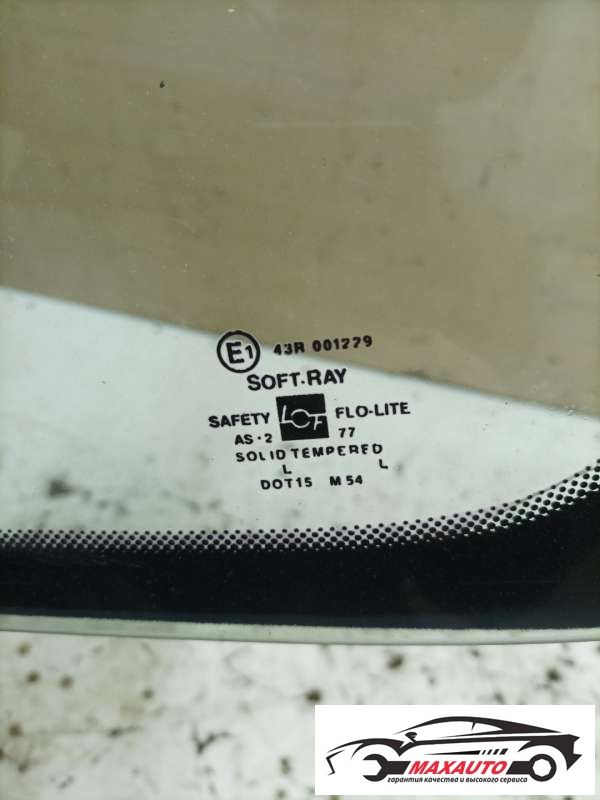 E1 43R 001279
SOFT-RAY
SAFETY LOF FLO-LITE
AS-2 77
SOLID TEMPERED
L L
DOT15 M54
MAXAUTO
гарантия качества и высокого сервиса